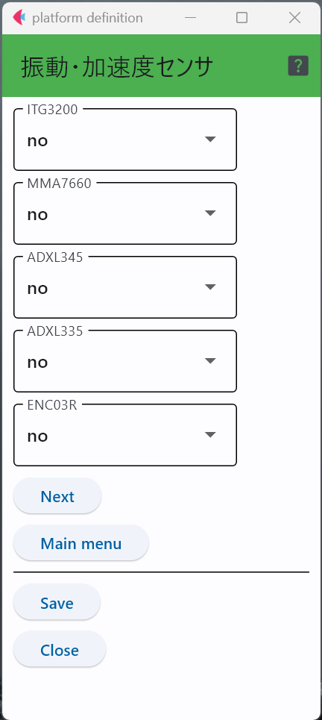 platform definition
振動・加速度センサ
?
ITG3200
no
MMA7660
no
ADXL345
no
ADXL335
no
ENC03R
no
Next
Main menu
Save
Close